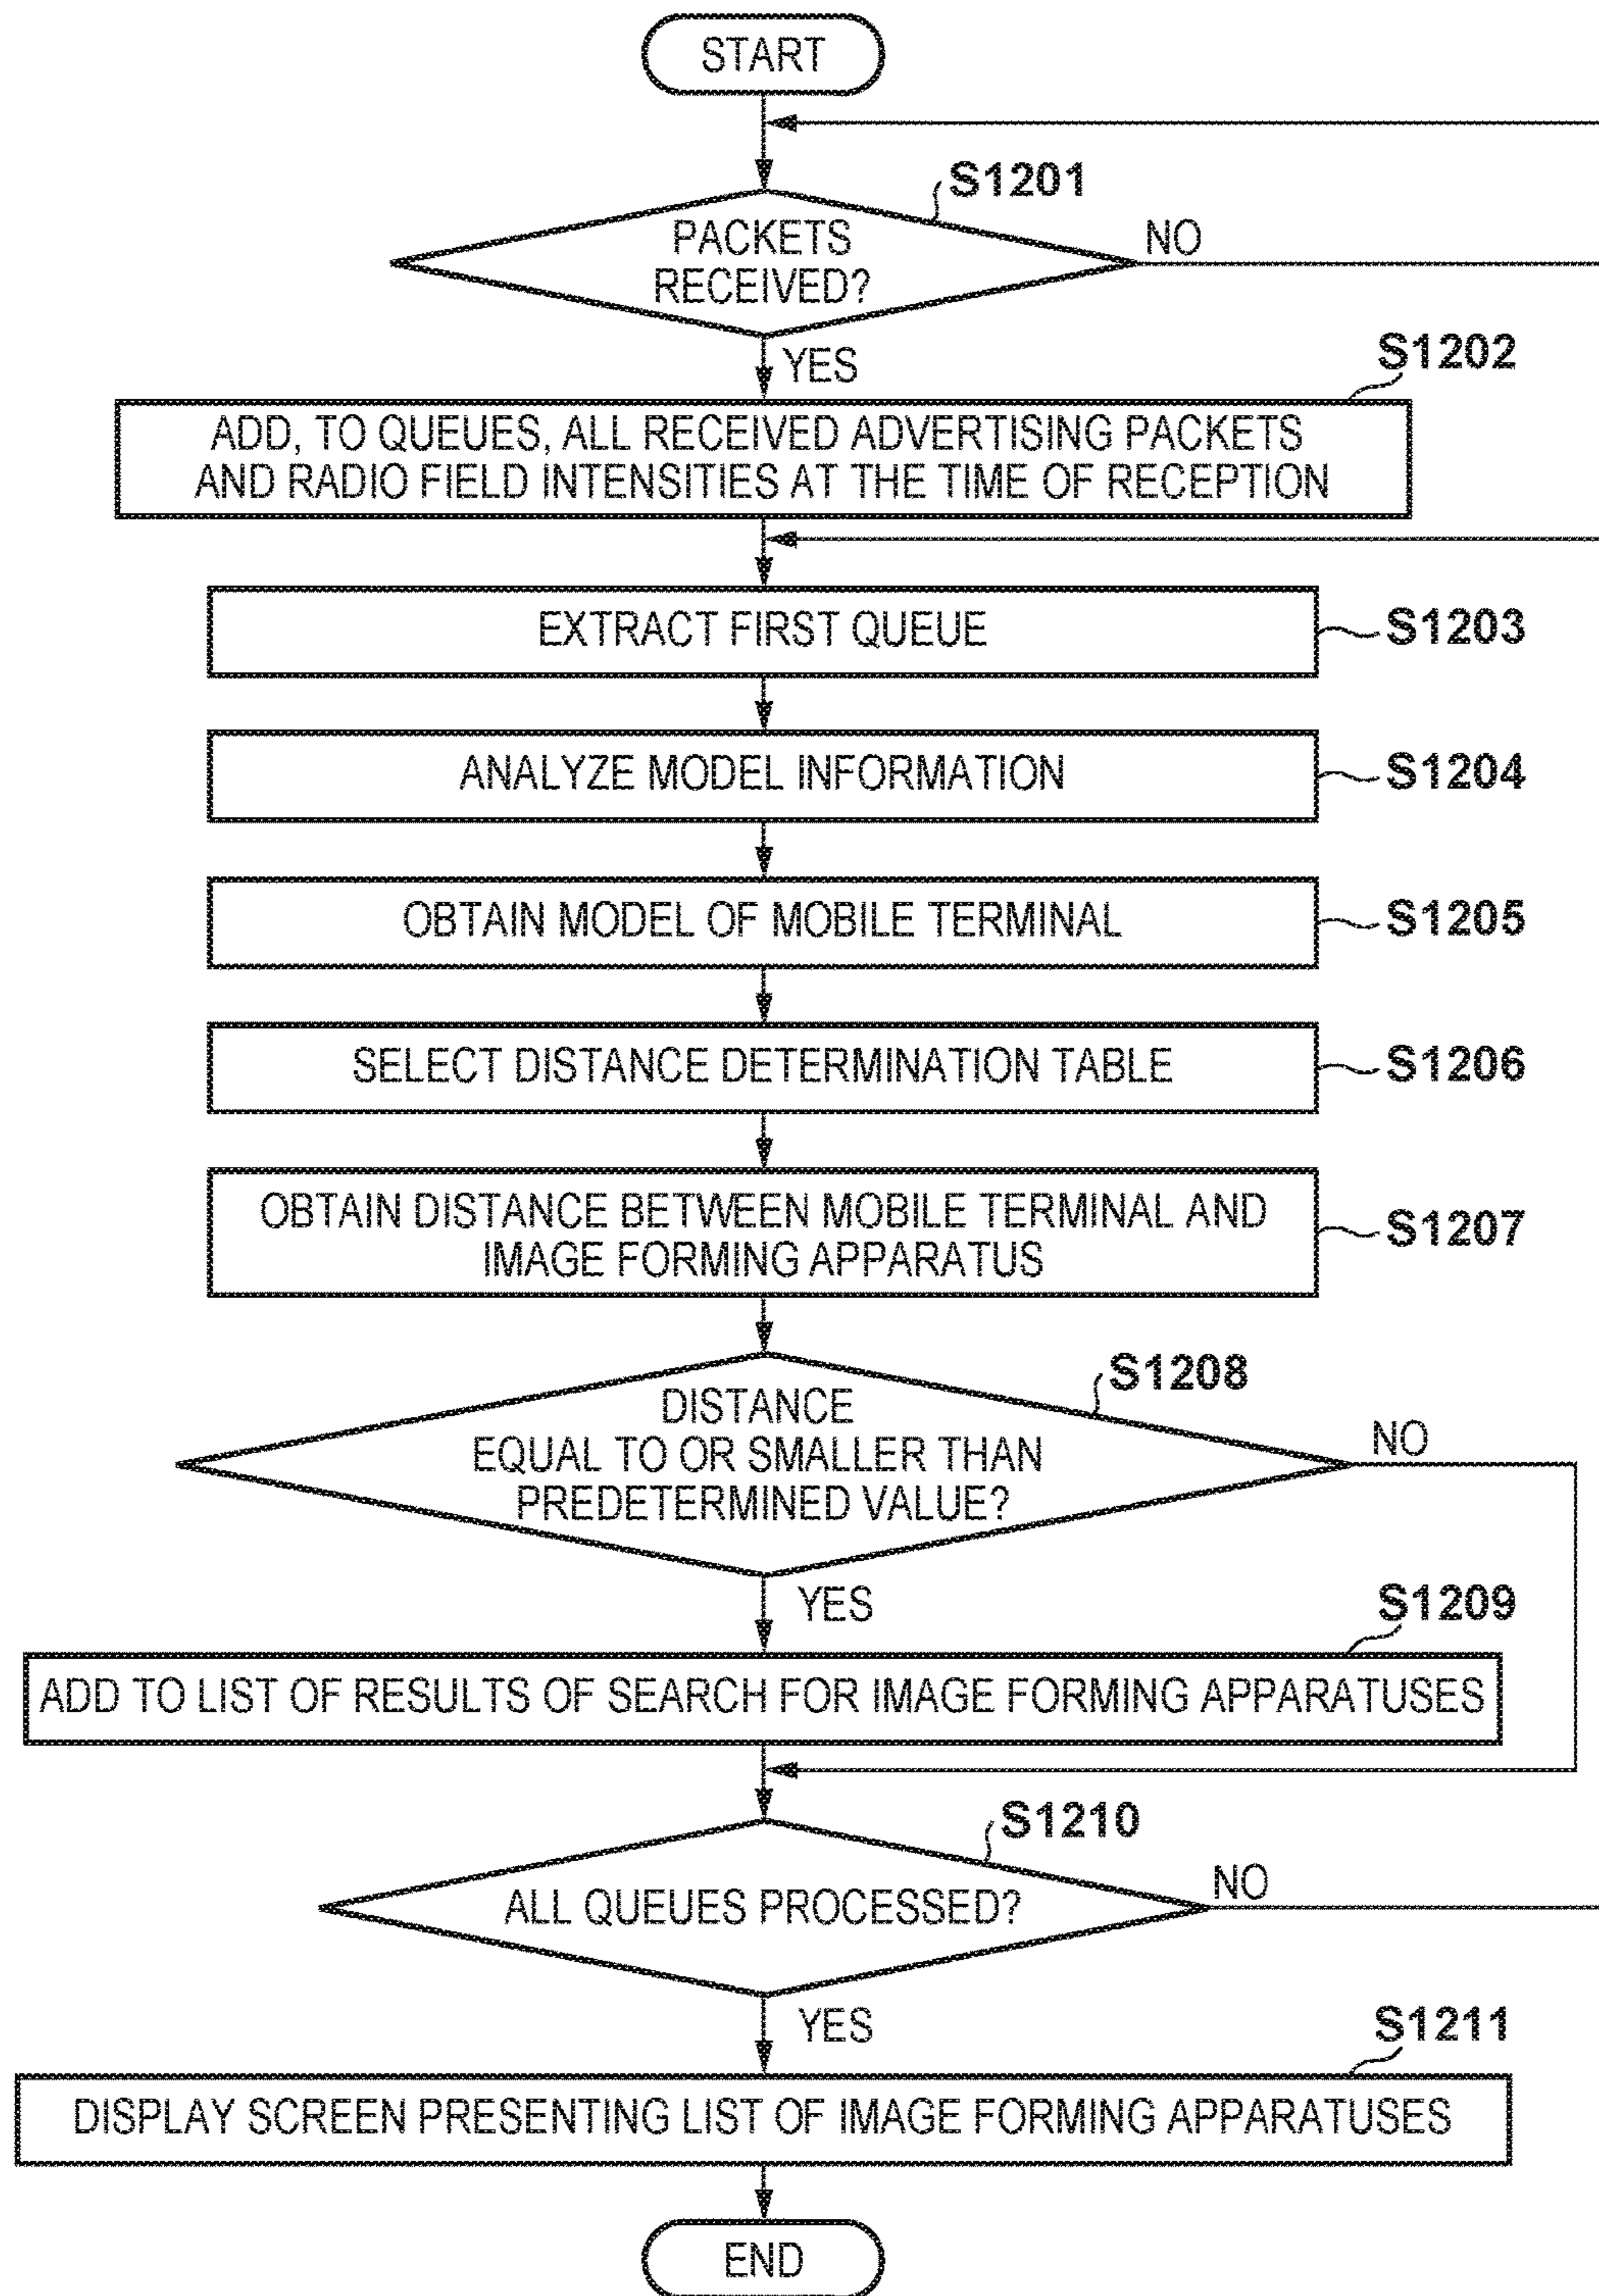 START
S1201
PACKETS
RECEIVED?
NO
YES
S1202
ADD, TO QUEUES, ALL RECEIVED ADVERTISING PACKETS
AND RADIO FIELD INTENSITIES AT THE TIME OF RECEPTION
EXTRACT FIRST QUEUE
S1203
ANALYZE MODEL INFORMATION
S1204
OBTAIN MODEL OF MOBILE TERMINAL
S1205
SELECT DISTANCE DETERMINATION TABLE
S1206
OBTAIN DISTANCE BETWEEN MOBILE TERMINAL AND
IMAGE FORMING APPARATUS
S1207
S1208
DISTANCE
EQUAL TO OR SMALLER THAN
PREDETERMINED VALUE?
NO
YES
S1209
ADD TO LIST OF RESULTS OF SEARCH FOR IMAGE FORMING APPARATUSES
S1210
ALL QUEUES PROCESSED?
NO
YES
S1211
DISPLAY SCREEN PRESENTING LIST OF IMAGE FORMING APPARATUSES
END